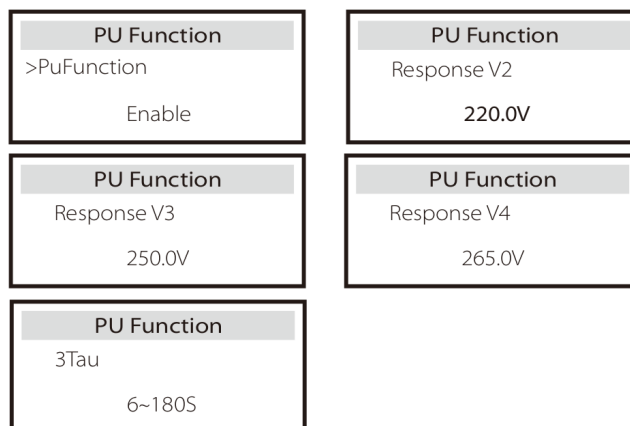 PU Function
>PuFunction
Enable
PU Function
Response V2
220.0V
PU Function
Response V3
250.0V
PU Function
Response V4
265.0V
PU Function
3Tau
6~180S